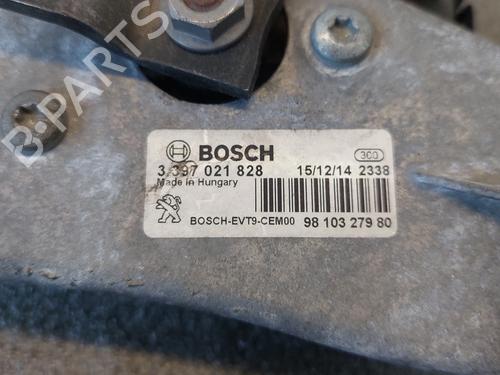 B-PARTS
BOSCH
300
3 397 021 828 15/12/14 2338
Made in Hungary
BOSCH-EVT9-CEM00 98 103 279 80